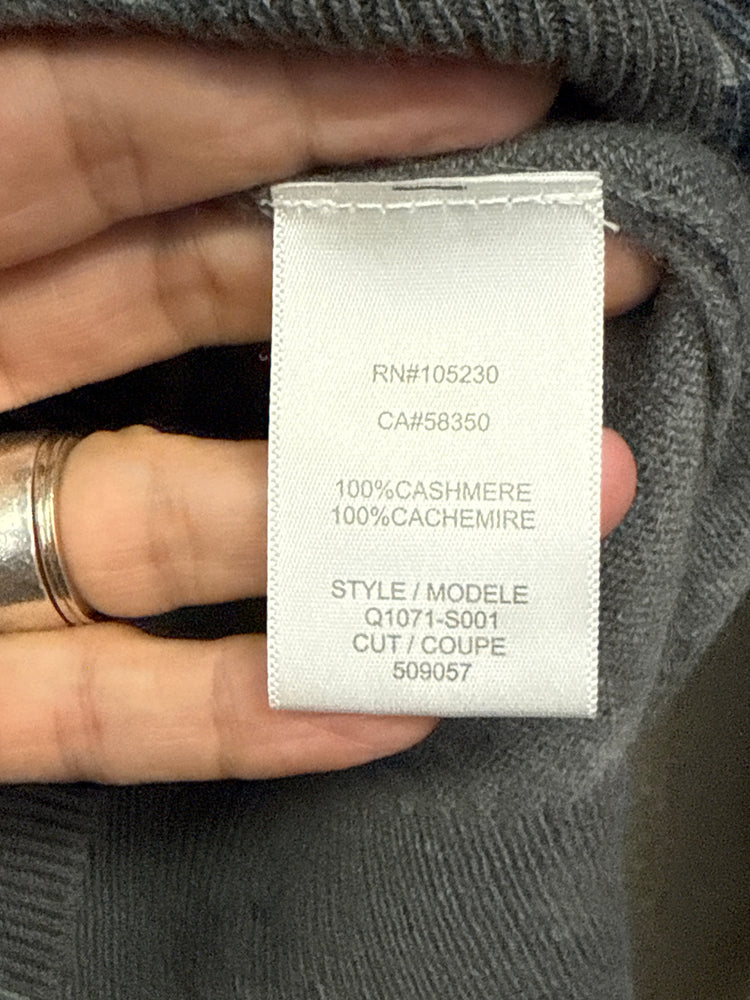 RN#105230
CA#58350
100%CASHMERE
100%CACHEMIRE
STYLE / MODELE
Q1071-S001
CUT / COUPE
509057